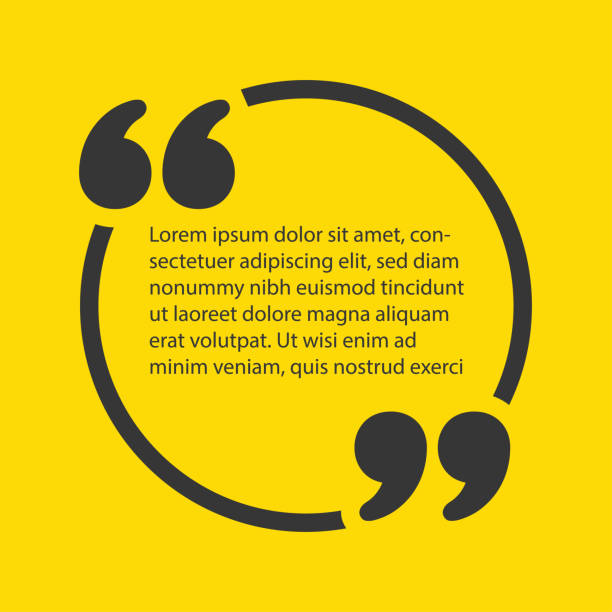 Lorem ipsum dolor sit amet, con-
sectetuer adipiscing elit, sed diam
nonummy nibh euismod tincidunt
ut laoreet dolore magna aliquam
erat volutpat. Ut wisi enim ad
minim veniam, quis nostrud exerci